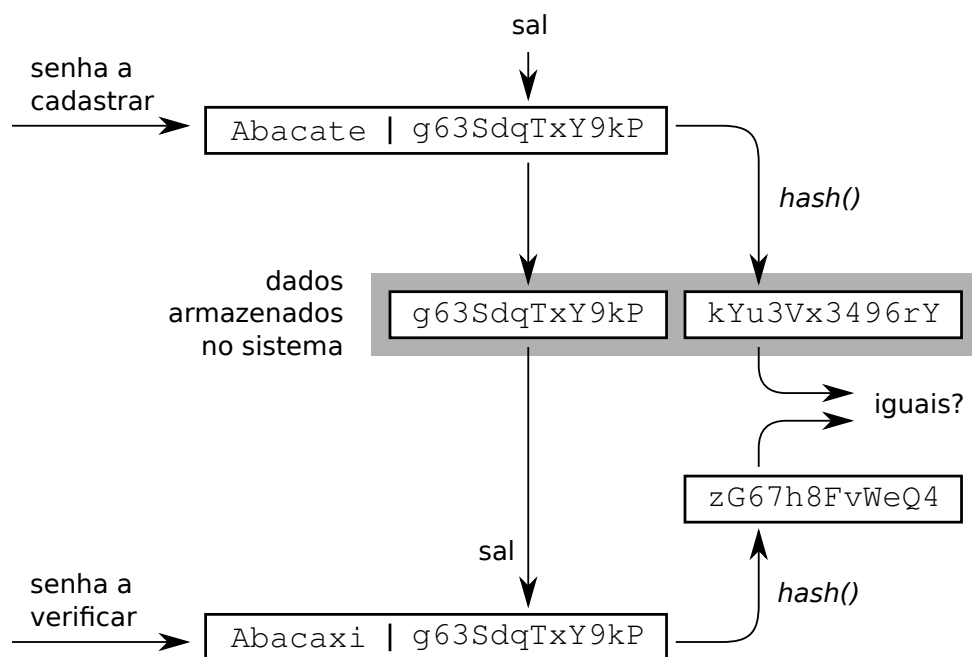 sal
senha a
cadastrar
Abacate | g63SdqTxY9kP
hash()
dados
armazenados
no sistema
g63SdqTxY9kP
kYu3Vx3496rY
iguais?
zG67h8FvWeQ4
sal
hash()
senha a
verificar
Abacaxi | g63SdqTxY9kP